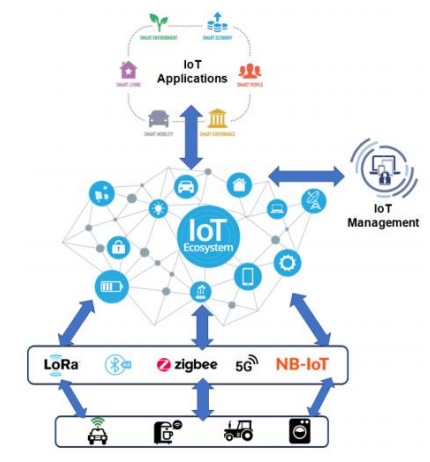 SMART ENVIRONMENT
SMART ECONOMY
IoT
Applications
SMART LIVING
SMART PEOPLE
SMART MOBILITY
SMART GOVERNANCE
IoT
Ecosystem
IoT
Management
LoRa
zigbee
5G
NB-IoT